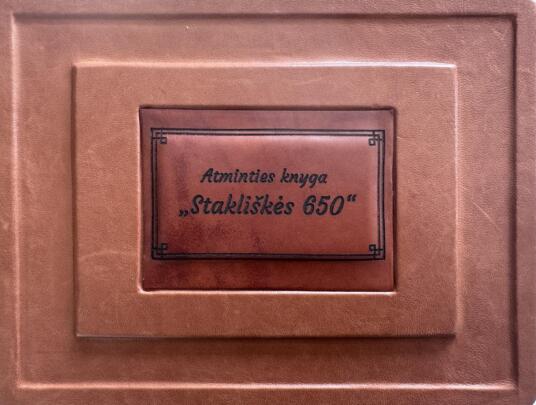 Atminties knyga
„Stakliškės 650“